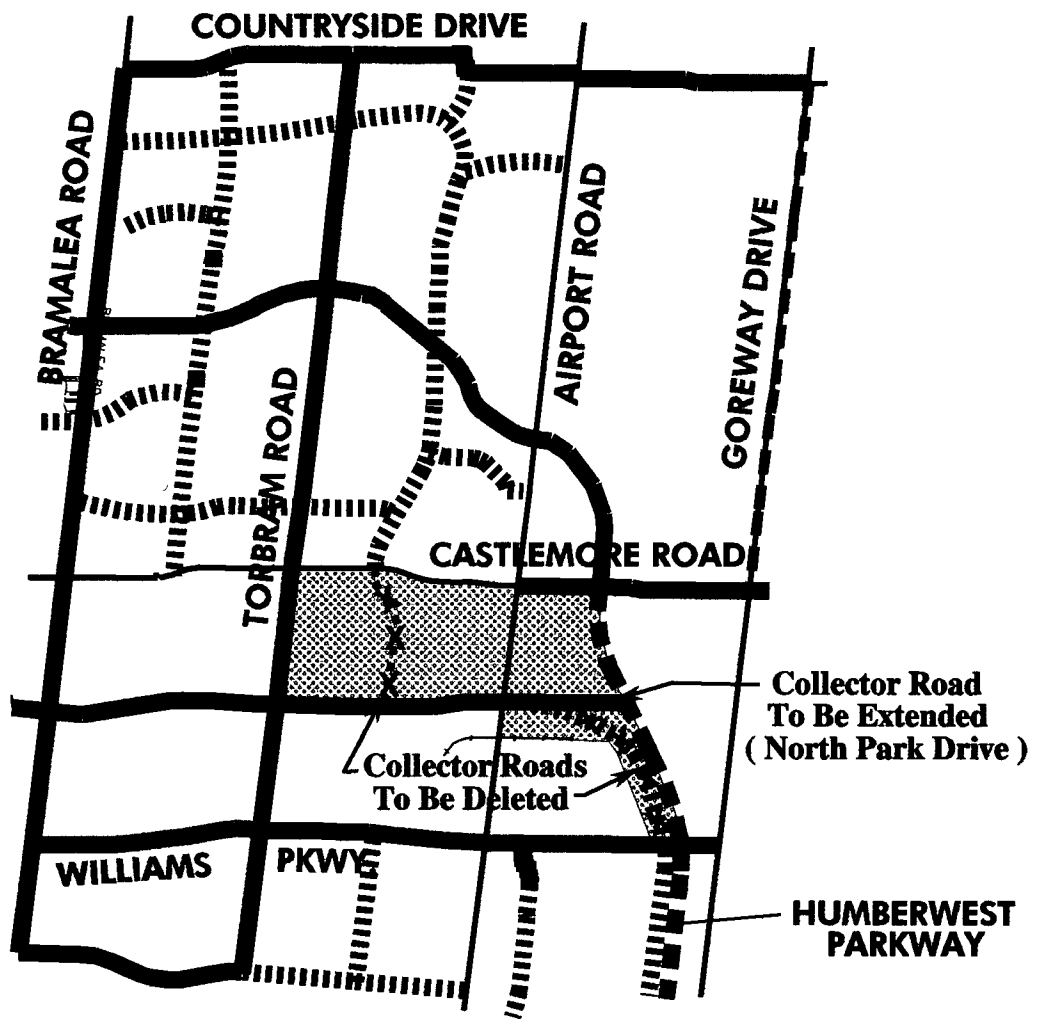 COUNTRYSIDE DRIVE
BRAMALEA ROAD
AIRPORT ROAD
GOREWAY DRIVE
TORBRAM ROAD
CASTLEMORE ROAD
Collector Road
To Be Extended
( North Park Drive )
Collector Roads
To Be Deleted
WILLIAMS PKWY
HUMBERWEST
PARKWAY